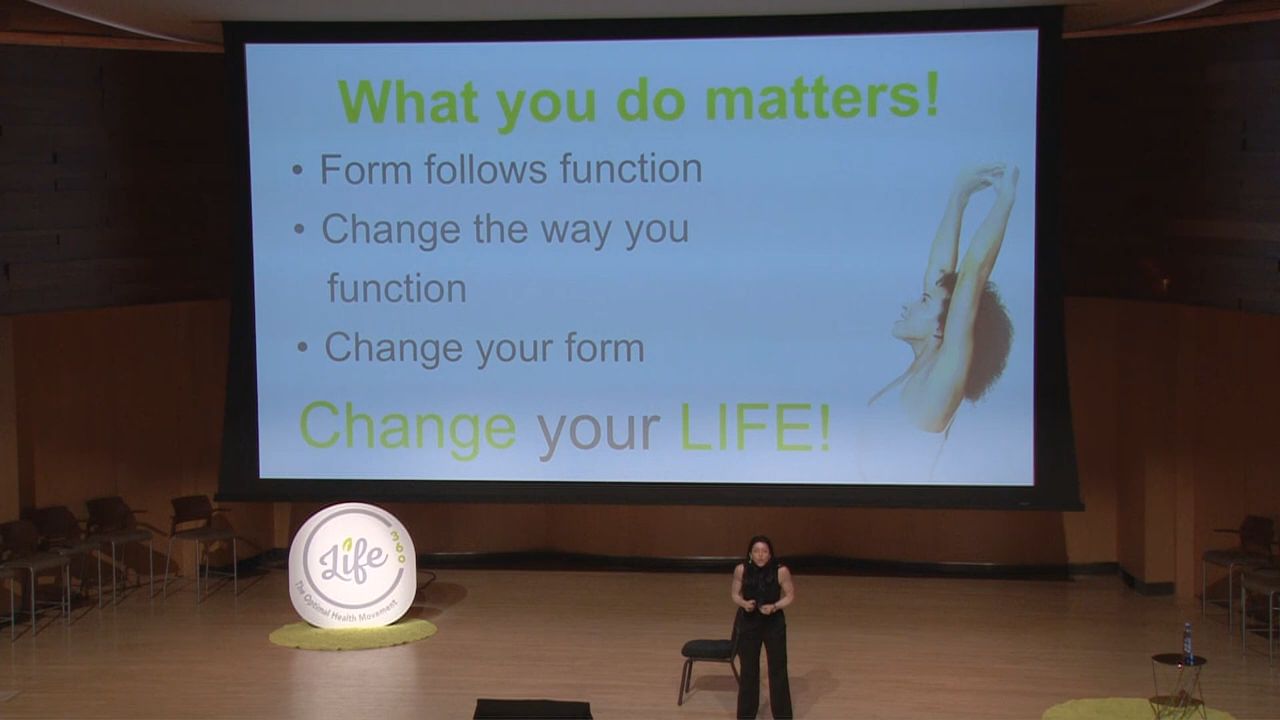 What you do matters!
• Form follows function
• Change the way you
function
• Change your form
Change your LIFE!
Life 360
The Optimal Health Movement